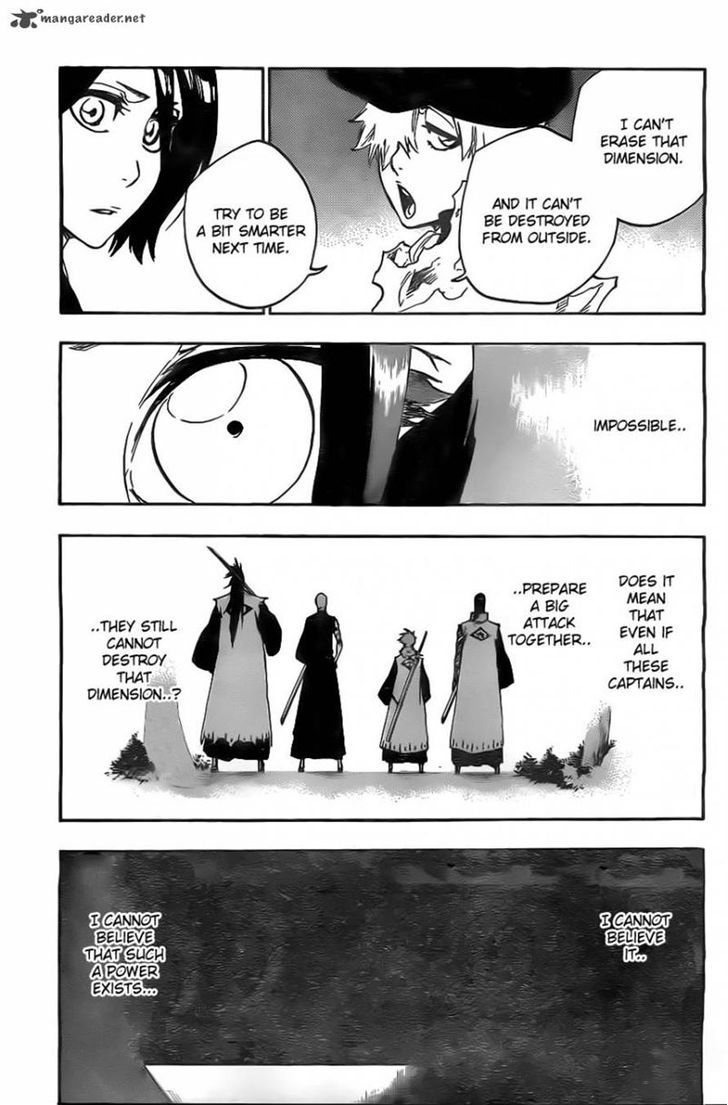 mangareader.net
I CAN'T
ERASE THAT
DIMENSION.
AND IT CAN'T
BE DESTROYED
FROM OUTSIDE.
TRY TO BE
A BIT SMARTER
NEXT TIME.
IMPOSSIBLE..
DOES IT
MEAN
THAT
EVEN IF
ALL
THESE
CAPTAINS..
..PREPARE
A BIG
ATTACK
TOGETHER..
..THEY STILL
CANNOT
DESTROY
THAT
DIMENSION..?
I CANNOT
BELIEVE
IT..
I CANNOT
BELIEVE
THAT SUCH
A POWER
EXISTS...